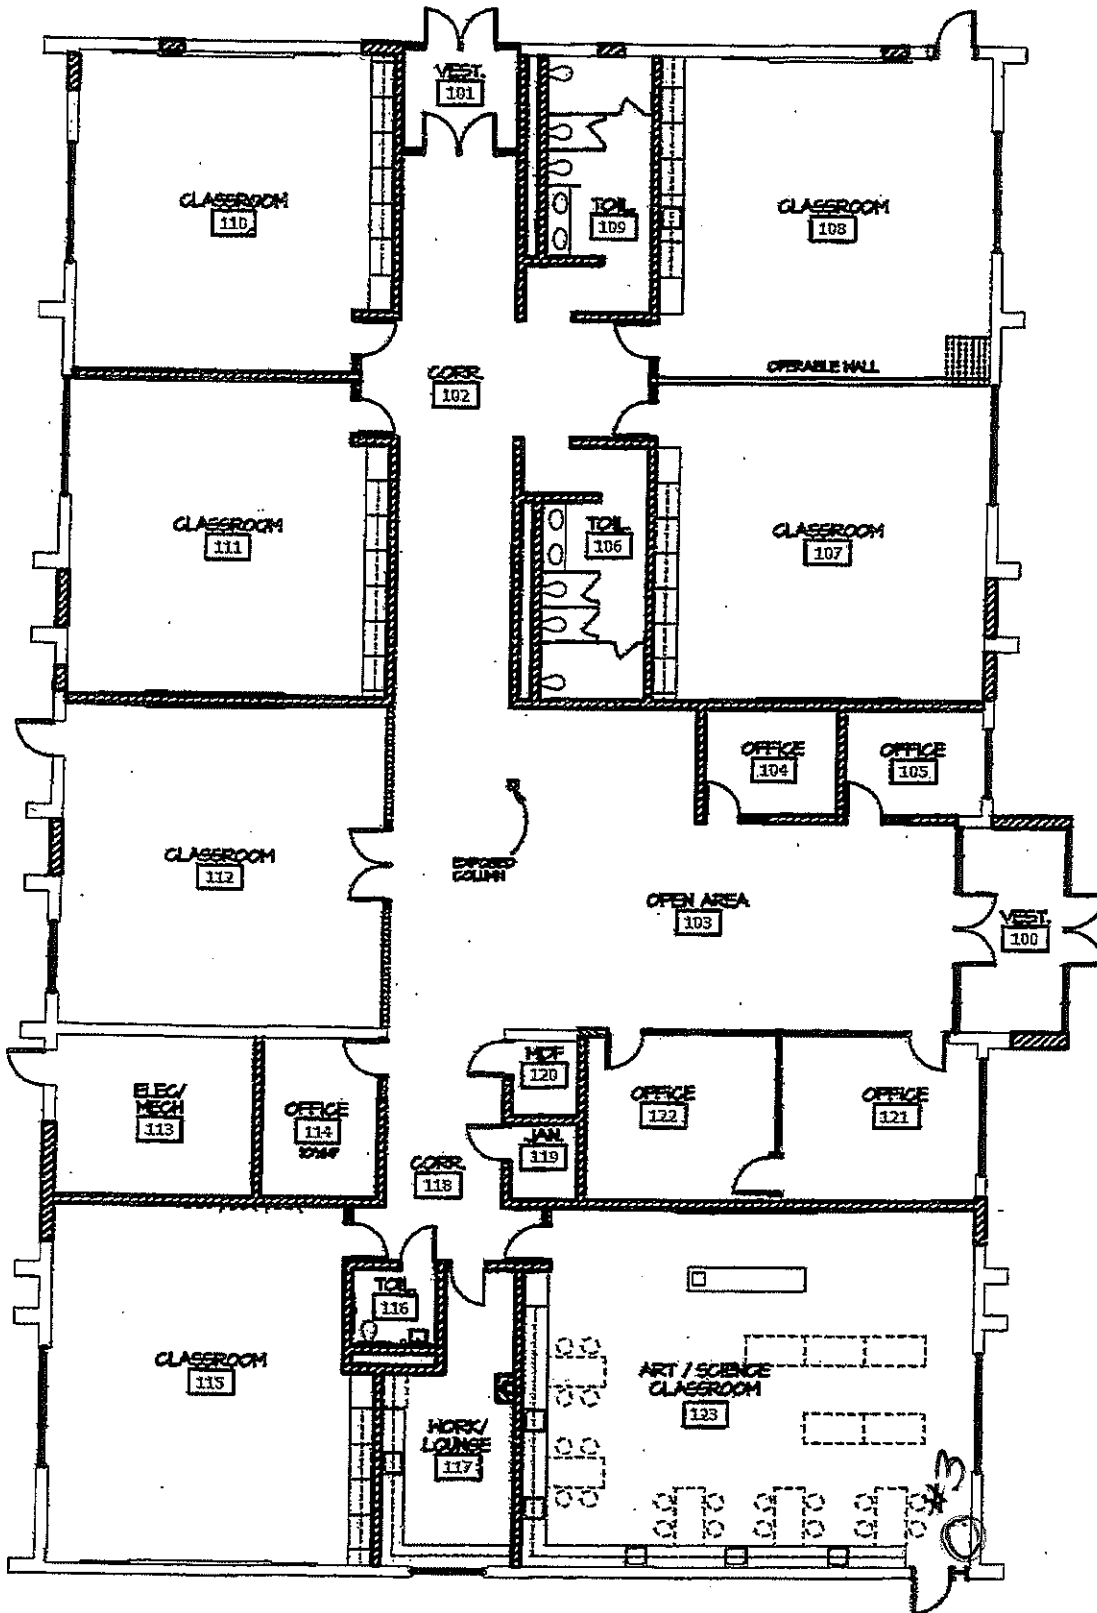 VEST.
101
CLASSROOM
110
TOIL.
109
CLASSROOM
108
OPERABLE WALL
CORR.
102
CLASSROOM
111
TOIL.
106
CLASSROOM
107
OFFICE
104
OFFICE
105
CLASSROOM
112
EXPOSED
COLUMN
OPEN AREA
103
VEST.
100
ELEC/
MECH
113
OFFICE
114
MDF
120
JAN.
119
OFFICE
122
OFFICE
121
CORR.
118
TOIL.
116
CLASSROOM
115
WORK/
LOUNGE
117
ART / SCIENCE
CLASSROOM
123